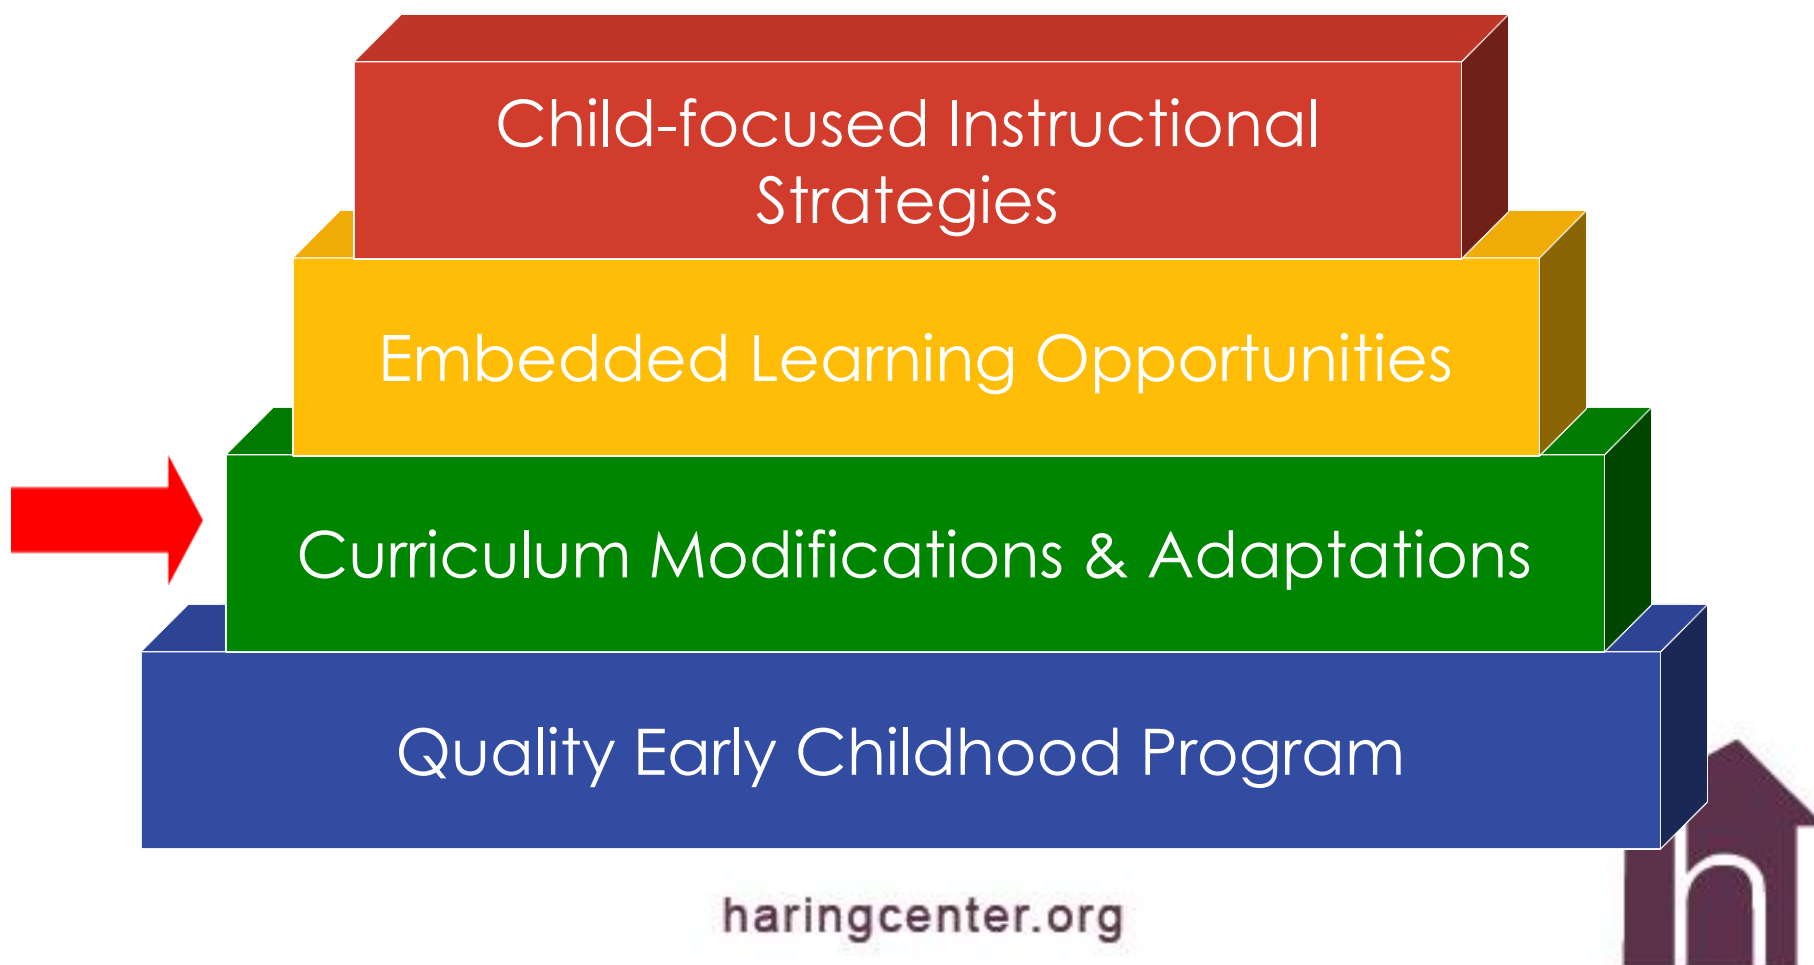 Child-focused Instructional
Strategies
Embedded Learning Opportunities
Curriculum Modifications & Adaptations
Quality Early Childhood Program
h
haringcenter.org